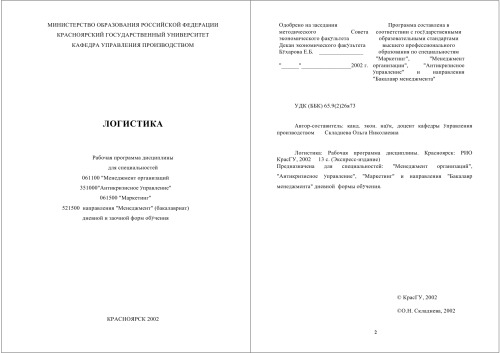 МИНИСТЕРСТВО ОБРАЗОВАНИЯ РОССИЙСКОЙ ФЕДЕРАЦИИ
КРАСНОЯРСКИЙ ГОСУДАРСТВЕННЫЙ УНИВЕРСИТЕТ
КАФЕДРА УПРАВЛЕНИЯ ПРОИЗВОДСТВОМ
ЛОГИСТИКА
Рабочая программа дисциплины
для специальностей
061100 "Менеджмент организаций
351000"Антикризисное Управление"
061500 "Маркетинг"
521500 направления "Менеджмент" (бакалавриат)
дневной и заочной форм обучения
КРАСНОЯРСК 2002
Одобрено на заседании
методического Совета
экономического факультета
Декан экономического факультета
Бухарова Е.Б. _______________
"______" _________________2002 г.
Программа составлена в
соответствии с государственными
образовательными стандартами
высшего профессионального
образования по специальностям
"Маркетинг", "Менеджмент
организации", "Антикризисное
управление" и направления
"Бакалавр менеджмента"
УДК (ББК) 65.9(2)26я73
Автор-составитель: канд. экон. наук, доцент кафедры управления
производством Складнева Ольга Николаевна
Логистика: Рабочая программа дисциплины. Красноярск: РИО
КрасГУ, 2002 13 с. (Экспресс-издание)
Предназначена для специальностей: "Менеджмент организаций",
"Антикризисное управление", "Маркетинг" и направления "Бакалавр
менеджмента" дневной формы обучения.
© КрасГУ, 2002
©О.Н. Складнева, 2002
2